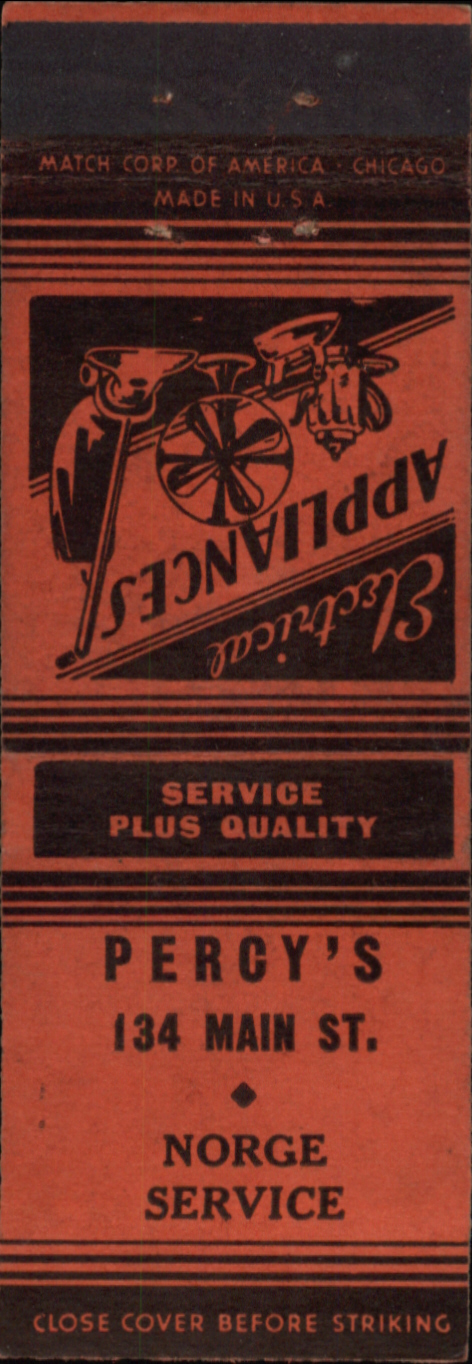 MATCH CORP. OF AMERICA · CHICAGO
MADE IN U.S.A.
Electrical
APPLIANCES
SERVICE
PLUS QUALITY
PERCY'S
134 MAIN ST.
NORGE
SERVICE
CLOSE COVER BEFORE STRIKING